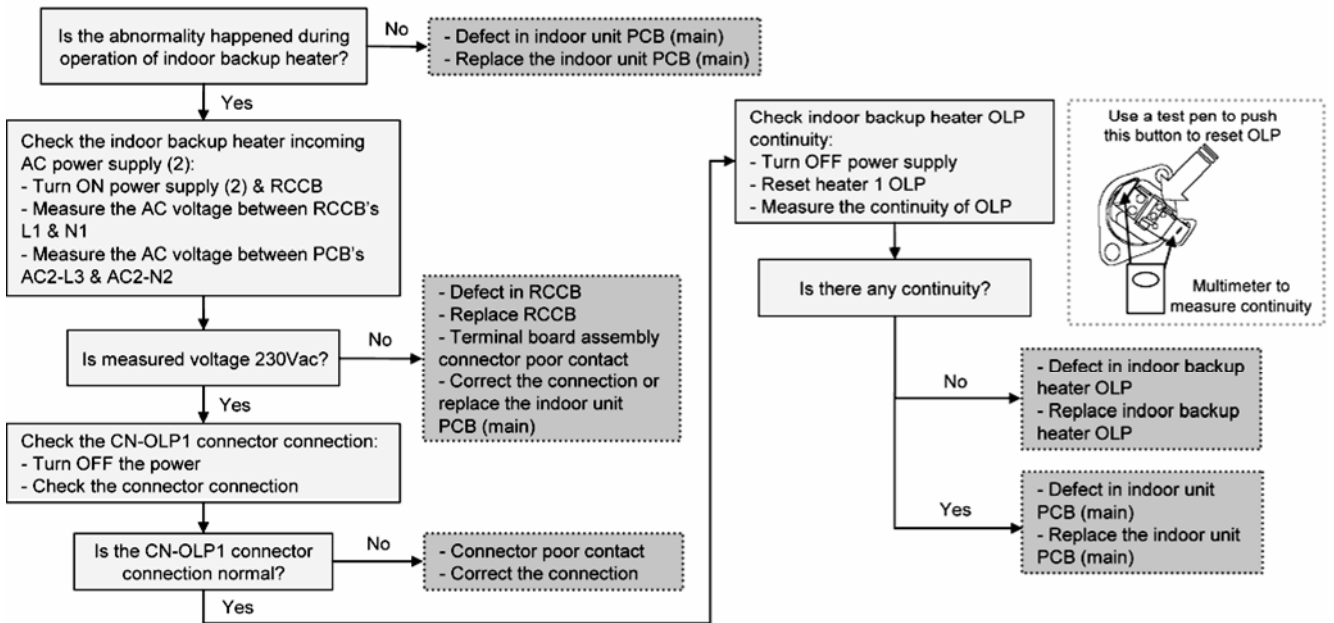 Is the abnormality happened during
operation of indoor backup heater?
No
- Defect in indoor unit PCB (main)
- Replace the indoor unit PCB (main)
Yes
Check the indoor backup heater incoming
AC power supply (2):
- Turn ON power supply (2) & RCCB
- Measure the AC voltage between RCCB's
L1 & N1
- Measure the AC voltage between PCB's
AC2-L3 & AC2-N2
Is measured voltage 230Vac?
No
- Defect in RCCB
- Replace RCCB
- Terminal board assembly
connector poor contact
- Correct the connection or
replace the indoor unit
PCB (main)
Yes
Check the CN-OLP1 connector connection:
- Turn OFF the power
- Check the connector connection
Is the CN-OLP1 connector
connection normal?
No
- Connector poor contact
- Correct the connection
Yes
Check indoor backup heater OLP
continuity:
- Turn OFF power supply
- Reset heater 1 OLP
- Measure the continuity of OLP
Use a test pen to push
this button to reset OLP
Multimeter to
measure continuity
Is there any continuity?
No
- Defect in indoor backup
heater OLP
- Replace indoor backup
heater OLP
Yes
- Defect in indoor unit
PCB (main)
- Replace the indoor unit
PCB (main)